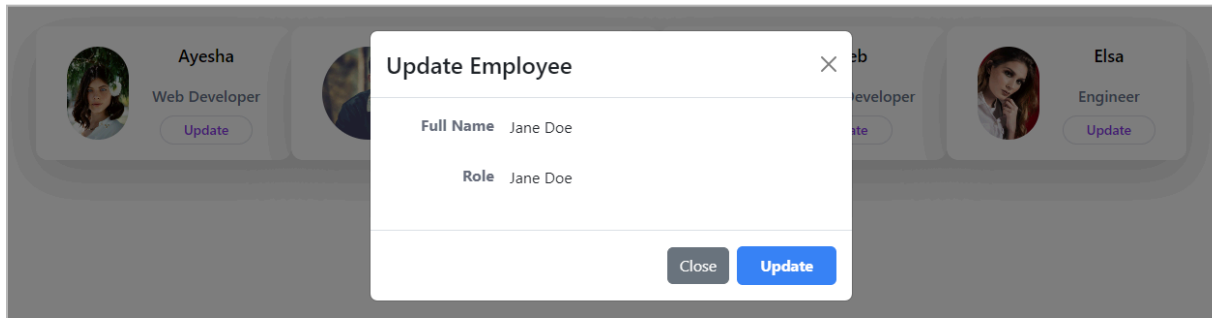 Ayesha
Web Developer
Update
Update Employee
Full Name Jane Doe
Role Jane Doe
Close Update
Elsa
Engineer
Update